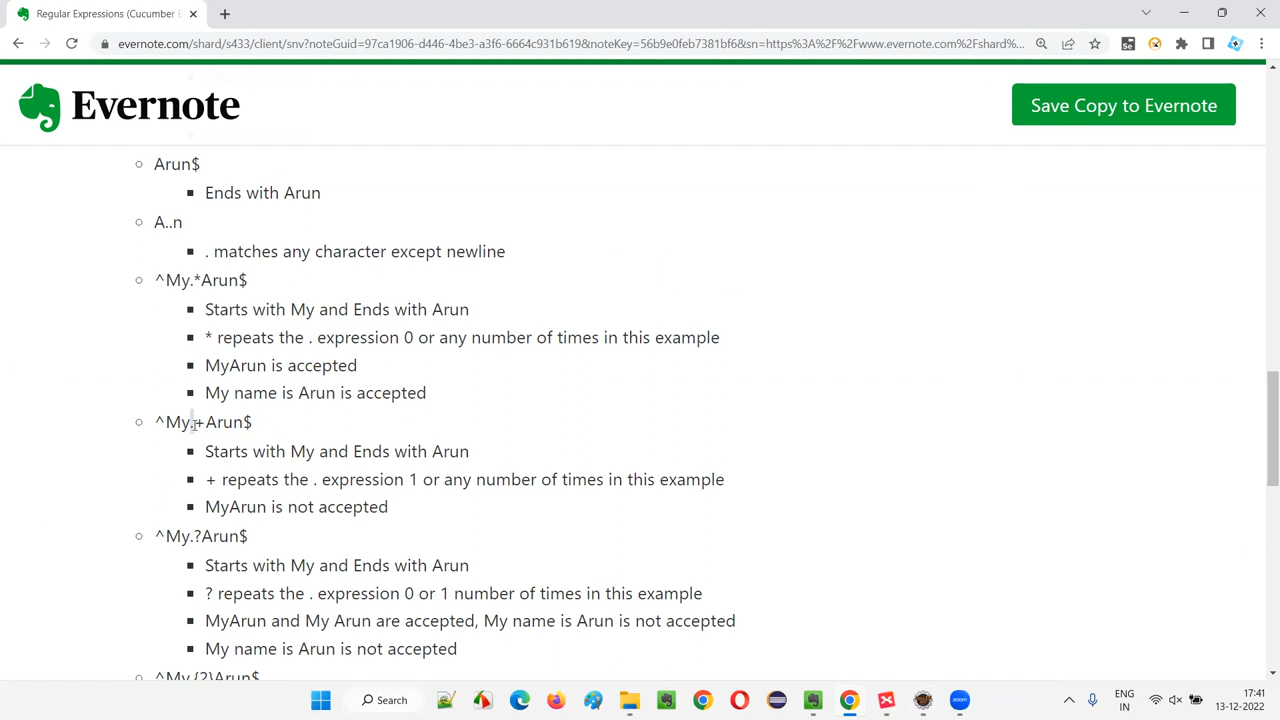 Regular Expressions (Cucumber E
evernote.com/shard/s433/client/snv?noteGuid=97ca1906-df46-4be3-a3f6-6664c931b619&noteKey=56b9e0feb7381bf6&sn=https%3A%2F%2Fwww.evernote.com%2Fshard...
Evernote
Save Copy to Evernote
Arun$
Ends with Arun
A..n
. matches any character except newline
^My.*Arun$
Starts with My and Ends with Arun
* repeats the . expression 0 or any number of times in this example
MyArun is accepted
My name is Arun is accepted
^My.+Arun$
Starts with My and Ends with Arun
+ repeats the . expression 1 or any number of times in this example
MyArun is not accepted
^My.?Arun$
Starts with My and Ends with Arun
? repeats the . expression 0 or 1 number of times in this example
MyArun and My Arun are accepted, My name is Arun is not accepted
My name is Arun is not accepted
^My.{2}Arun$
Search
ENG
IN
17:41
13-12-2022